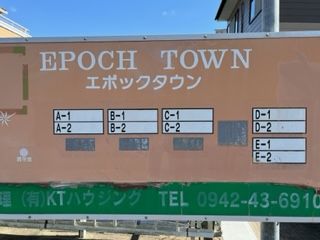 EPOCH TOWN
エポックタウン
A-1 B-1 C-1 D-1
A-2 B-2 C-2 D-2
E-1
E-2
理 (有)KTハウジング TEL 0942-43-6910